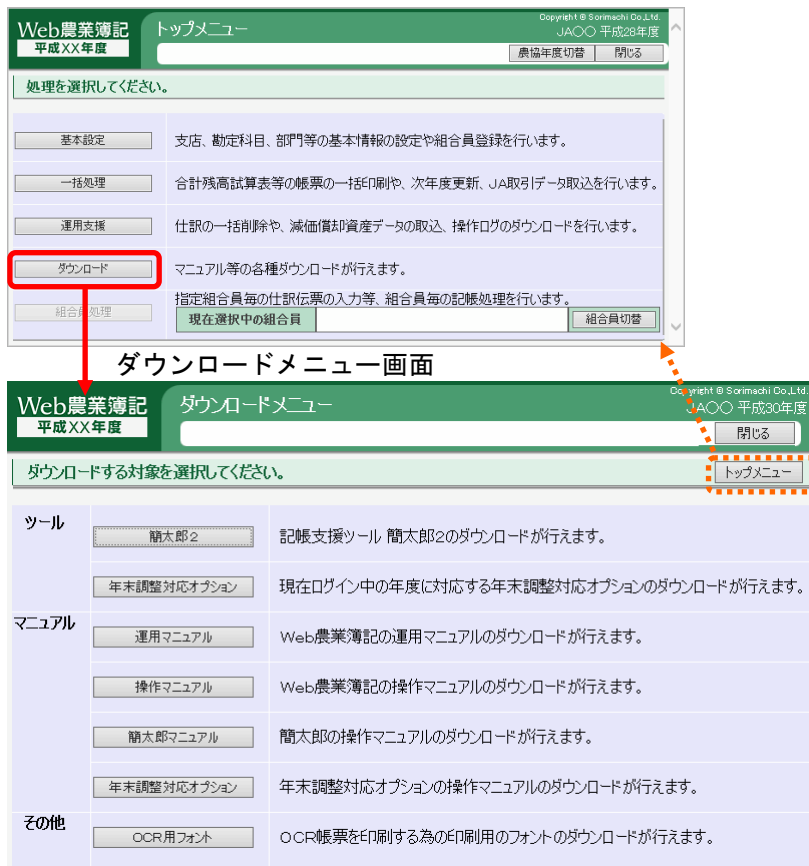 Web農業簿記
平成XX年度
トップメニュー
Copyright © Sorimachi Co.,Ltd.
JA〇〇 平成28年度
農協年度切替
閉じる
処理を選択してください。
基本設定
支店、勘定科目、部門等の基本情報の設定や組合員登録を行います。
一括処理
合計残高試算表等の帳票の一括印刷や、次年度更新、JA取引データ取込を行います。
運用支援
仕訳の一括削除や、減価償却資産データの取込、操作ログのダウンロードを行います。
ダウンロード
マニュアル等の各種ダウンロードが行えます。
組合員処理
指定組合員毎の仕訳伝票の入力等、組合員毎の記帳処理を行います。
現在選択中の組合員
組合員切替
ダウンロードメニュー画面
Web農業簿記
平成XX年度
ダウンロードメニュー
Copyright © Sorimachi Co.,Ltd.
JA〇〇 平成30年度
閉じる
ダウンロードする対象を選択してください。
トップメニュー
ツール
簡太郎2
記帳支援ツール 簡太郎2のダウンロードが行えます。
年末調整対応オプション
現在ログイン中の年度に対応する年末調整対応オプションのダウンロードが行えます。
マニュアル
運用マニュアル
Web農業簿記の運用マニュアルのダウンロードが行えます。
操作マニュアル
Web農業簿記の操作マニュアルのダウンロードが行えます。
簡太郎マニュアル
簡太郎の操作マニュアルのダウンロードが行えます。
年末調整対応オプション
年末調整対応オプションの操作マニュアルのダウンロードが行えます。
その他
OCR用フォント
OCR帳票を印刷する為の印刷用のフォントのダウンロードが行えます。